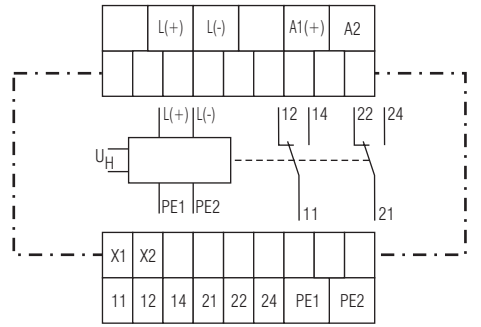 L(+) L(-) A1(+) A2
L(+) L(-) 12 14 22 24
UH
PE1 PE2 11 21
X1 X2
11 12 14 21 22 24 PE1 PE2